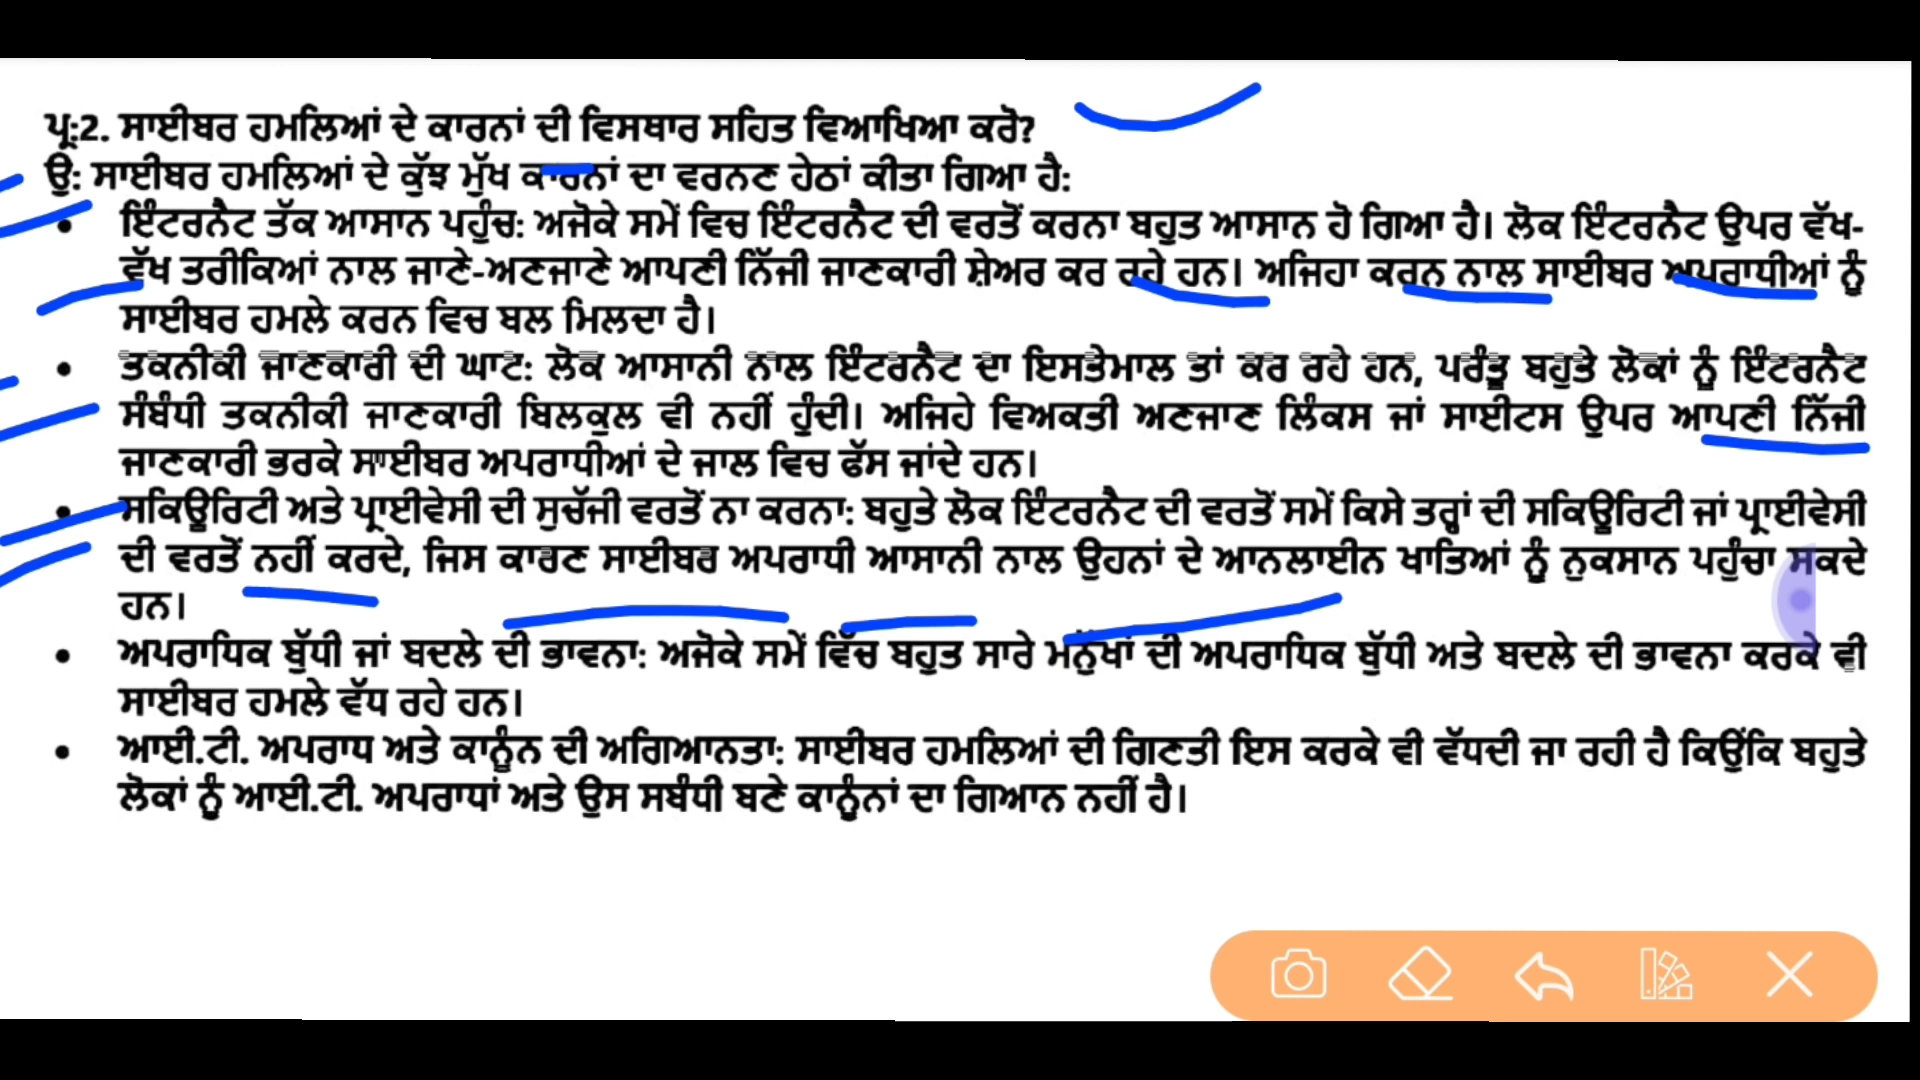 ਪ੍ਰ:2. ਸਾਈਬਰ ਹਮਲਿਆਂ ਦੇ ਕਾਰਨਾਂ ਦੀ ਵਿਸਥਾਰ ਸਹਿਤ ਵਿਆਖਿਆ ਕਰੋ?
ਉ: ਸਾਈਬਰ ਹਮਲਿਆਂ ਦੇ ਕੁੱਝ ਮੁੱਖ ਕਾਰਨਾਂ ਦਾ ਵਰਨਣ ਹੇਠਾਂ ਕੀਤਾ ਗਿਆ ਹੈ:
• ਇੰਟਰਨੈਟ ਤੱਕ ਆਸਾਨ ਪਹੁੰਚ: ਅਜੋਕੇ ਸਮੇਂ ਵਿਚ ਇੰਟਰਨੈਟ ਦੀ ਵਰਤੋਂ ਕਰਨਾ ਬਹੁਤ ਆਸਾਨ ਹੋ ਗਿਆ ਹੈ। ਲੋਕ ਇੰਟਰਨੈਟ ਉਪਰ ਵੱਖ-
ਵੱਖ ਤਰੀਕਿਆਂ ਨਾਲ ਜਾਣੇ-ਅਣਜਾਣੇ ਆਪਣੀ ਨਿੱਜੀ ਜਾਣਕਾਰੀ ਸ਼ੇਅਰ ਕਰ ਰਹੇ ਹਨ। ਅਜਿਹਾ ਕਰਨ ਨਾਲ ਸਾਈਬਰ ਅਪਰਾਧੀਆਂ ਨੂੰ
ਸਾਈਬਰ ਹਮਲੇ ਕਰਨ ਵਿਚ ਬਲ ਮਿਲਦਾ ਹੈ।
• ਤਕਨੀਕੀ ਜਾਣਕਾਰੀ ਦੀ ਘਾਟ: ਲੋਕ ਆਸਾਨੀ ਨਾਲ ਇੰਟਰਨੈਟ ਦਾ ਇਸਤੇਮਾਲ ਤਾਂ ਕਰ ਰਹੇ ਹਨ, ਪਰੰਤੂ ਬਹੁਤੇ ਲੋਕਾਂ ਨੂੰ ਇੰਟਰਨੈਟ
ਸੰਬੰਧੀ ਤਕਨੀਕੀ ਜਾਣਕਾਰੀ ਬਿਲਕੁਲ ਵੀ ਨਹੀਂ ਹੁੰਦੀ। ਅਜਿਹੇ ਵਿਅਕਤੀ ਅਣਜਾਣ ਲਿੰਕਸ ਜਾਂ ਸਾਈਟਸ ਉਪਰ ਆਪਣੀ ਨਿੱਜੀ
ਜਾਣਕਾਰੀ ਭਰਕੇ ਸਾਈਬਰ ਅਪਰਾਧੀਆਂ ਦੇ ਜਾਲ ਵਿਚ ਫੱਸ ਜਾਂਦੇ ਹਨ।
• ਸਕਿਊਰਿਟੀ ਅਤੇ ਪ੍ਰਾਈਵੇਸੀ ਦੀ ਸੁਚੱਜੀ ਵਰਤੋਂ ਨਾ ਕਰਨਾ: ਬਹੁਤੇ ਲੋਕ ਇੰਟਰਨੈਟ ਦੀ ਵਰਤੋਂ ਸਮੇਂ ਕਿਸੇ ਤਰ੍ਹਾਂ ਦੀ ਸਕਿਊਰਿਟੀ ਜਾਂ ਪ੍ਰਾਈਵੇਸੀ
ਦੀ ਵਰਤੋਂ ਨਹੀਂ ਕਰਦੇ, ਜਿਸ ਕਾਰਣ ਸਾਈਬਰ ਅਪਰਾਧੀ ਆਸਾਨੀ ਨਾਲ ਉਹਨਾਂ ਦੇ ਆਨਲਾਈਨ ਖਾਤਿਆਂ ਨੂੰ ਨੁਕਸਾਨ ਪਹੁੰਚਾ ਸਕਦੇ
ਹਨ।
• ਅਪਰਾਧਿਕ ਬੁੱਧੀ ਜਾਂ ਬਦਲੇ ਦੀ ਭਾਵਨਾ: ਅਜੋਕੇ ਸਮੇਂ ਵਿੱਚ ਬਹੁਤ ਸਾਰੇ ਮਨੁੱਖਾਂ ਦੀ ਅਪਰਾਧਿਕ ਬੁੱਧੀ ਅਤੇ ਬਦਲੇ ਦੀ ਭਾਵਨਾ ਕਰਕੇ ਵੀ
ਸਾਈਬਰ ਹਮਲੇ ਵੱਧ ਰਹੇ ਹਨ।
• ਆਈ.ਟੀ. ਅਪਰਾਧ ਅਤੇ ਕਾਨੂੰਨ ਦੀ ਅਗਿਆਨਤਾ: ਸਾਈਬਰ ਹਮਲਿਆਂ ਦੀ ਗਿਣਤੀ ਇਸ ਕਰਕੇ ਵੀ ਵੱਧਦੀ ਜਾ ਰਹੀ ਹੈ ਕਿਉਂਕਿ ਬਹੁਤੇ
ਲੋਕਾਂ ਨੂੰ ਆਈ.ਟੀ. ਅਪਰਾਧਾਂ ਅਤੇ ਉਸ ਸਬੰਧੀ ਬਣੇ ਕਾਨੂੰਨਾਂ ਦਾ ਗਿਆਨ ਨਹੀਂ ਹੈ।